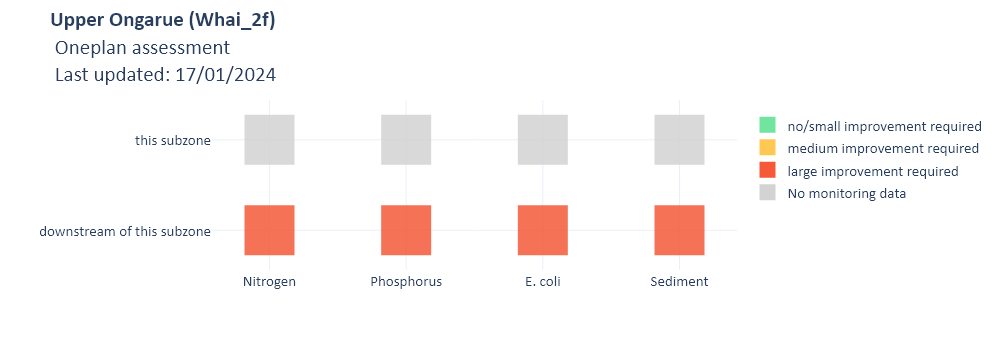 Upper Ongarue (Whai_2f)
Oneplan assessment
Last updated: 17/01/2024
this subzone
downstream of this subzone
Nitrogen
Phosphorus
E. coli
Sediment
no/small improvement required
medium improvement required
large improvement required
No monitoring data